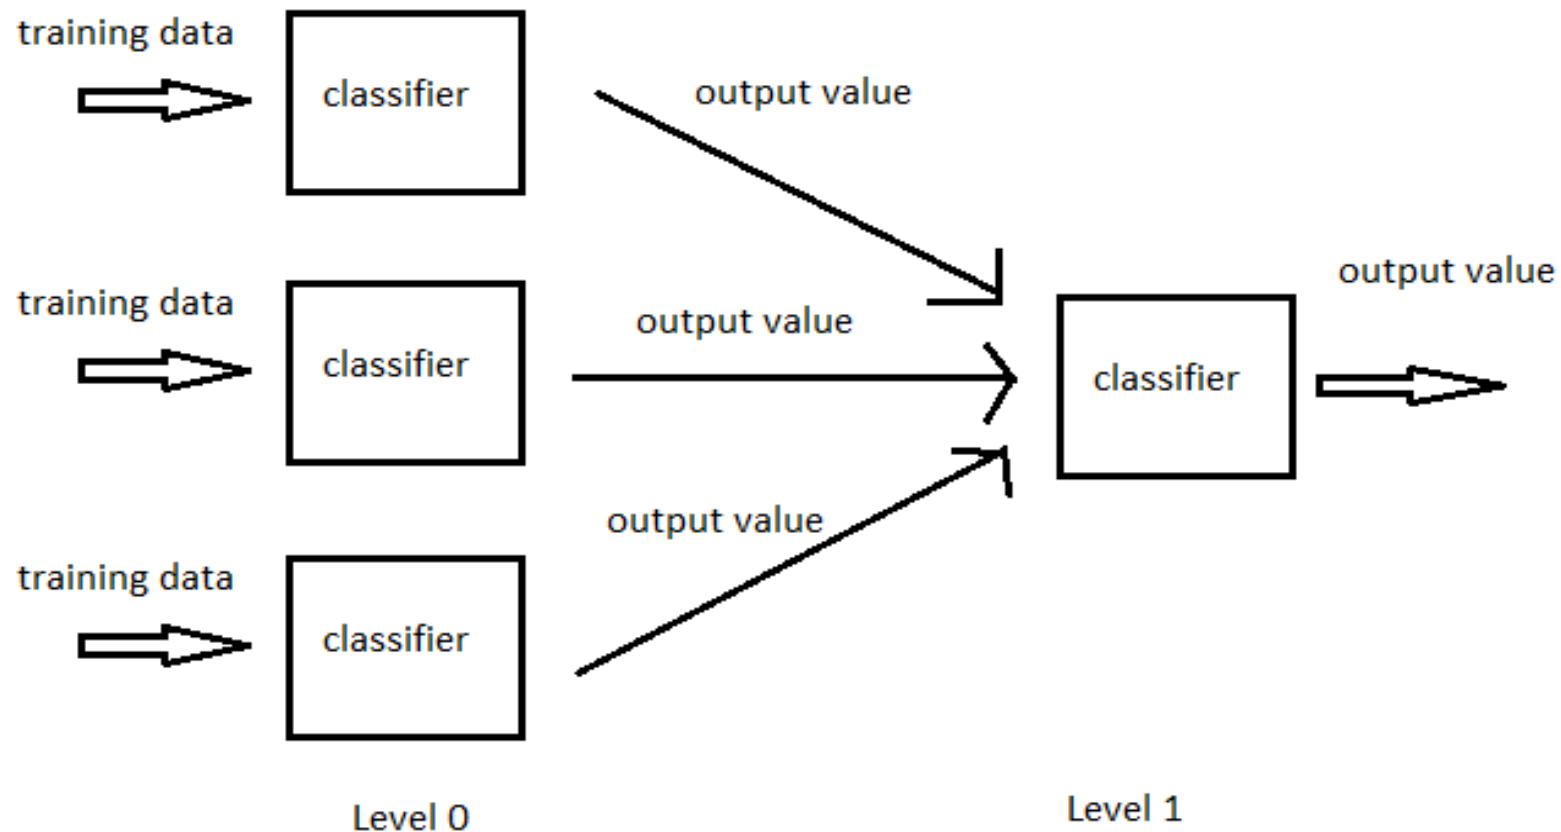 training data
classifier
output value
training data
classifier
output value
output value
classifier
output value
training data
classifier
Level 0
Level 1